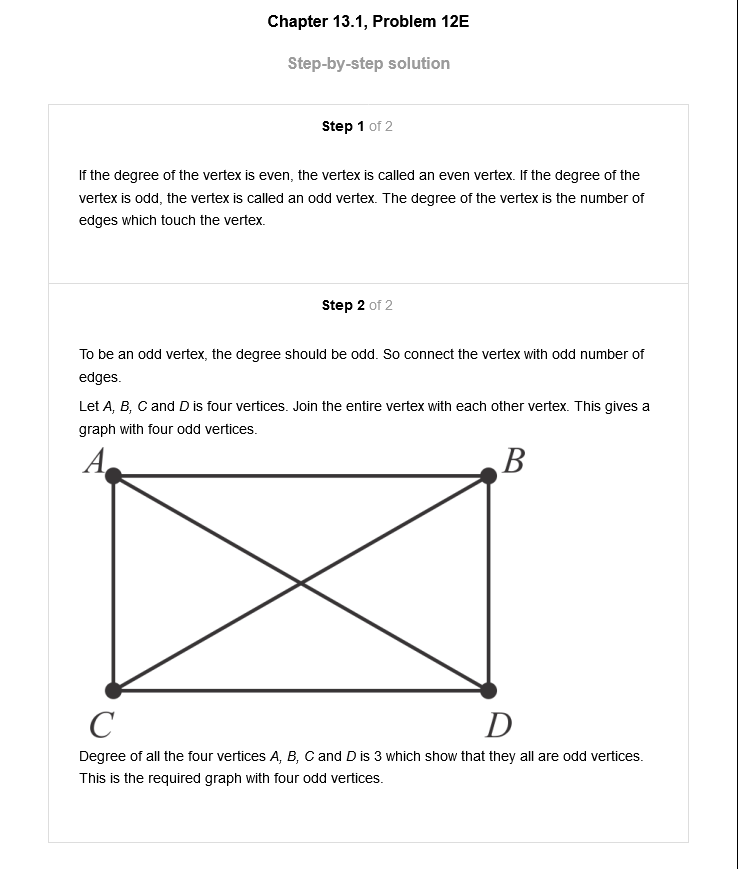 Chapter 13.1, Problem 12E
Step-by-step solution
Step 1 of 2
If the degree of the vertex is even, the vertex is called an even vertex. If the degree of the
vertex is odd, the vertex is called an odd vertex. The degree of the vertex is the number of
edges which touch the vertex.
Step 2 of 2
To be an odd vertex, the degree should be odd. So connect the vertex with odd number of
edges.
Let A, B, C and D is four vertices. Join the entire vertex with each other vertex. This gives a
graph with four odd vertices.
A B
C D
Degree of all the four vertices A, B, C and D is 3 which show that they all are odd vertices.
This is the required graph with four odd vertices.